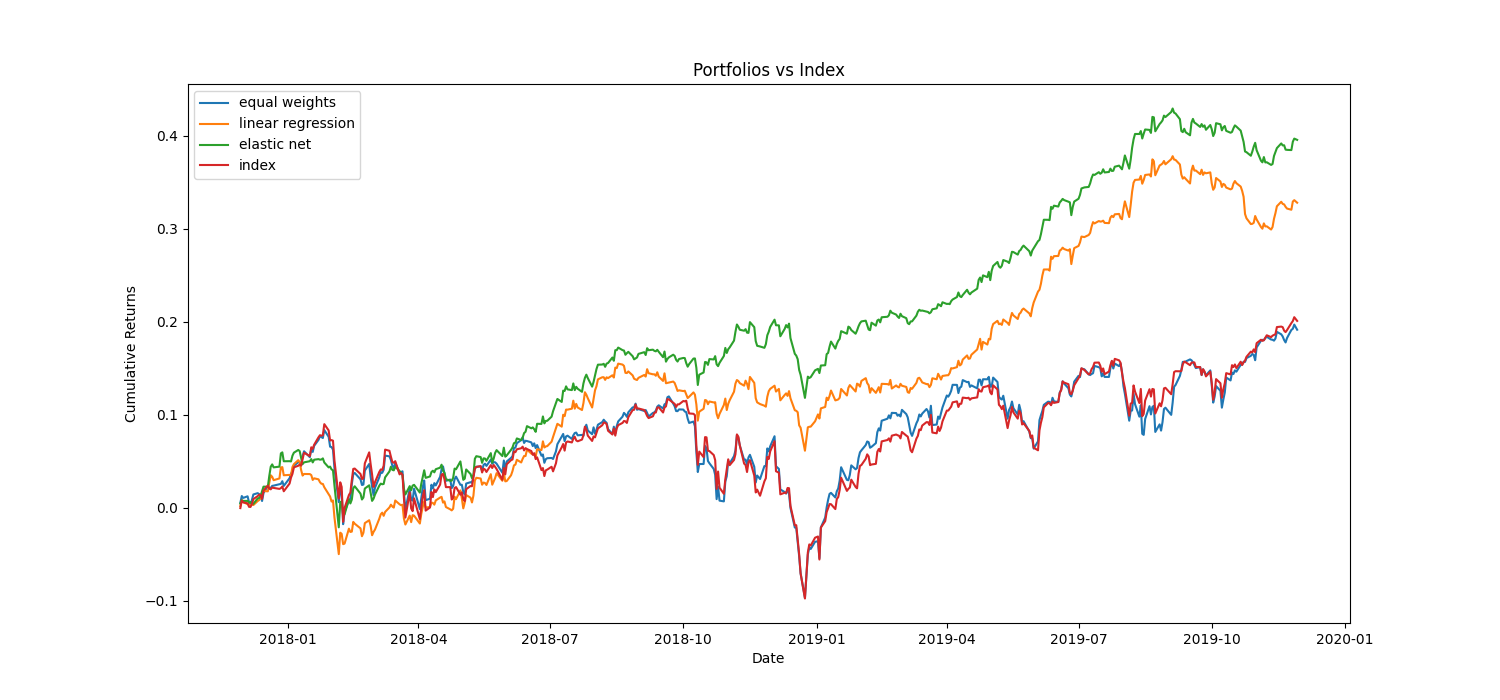 Portfolios vs Index
equal weights
linear regression
elastic net
index
Cumulative Returns
0.4
0.3
0.2
0.1
0.0
−0.1
2018-01
2018-04
2018-07
2018-10
2019-01
2019-04
2019-07
2019-10
2020-01
Date